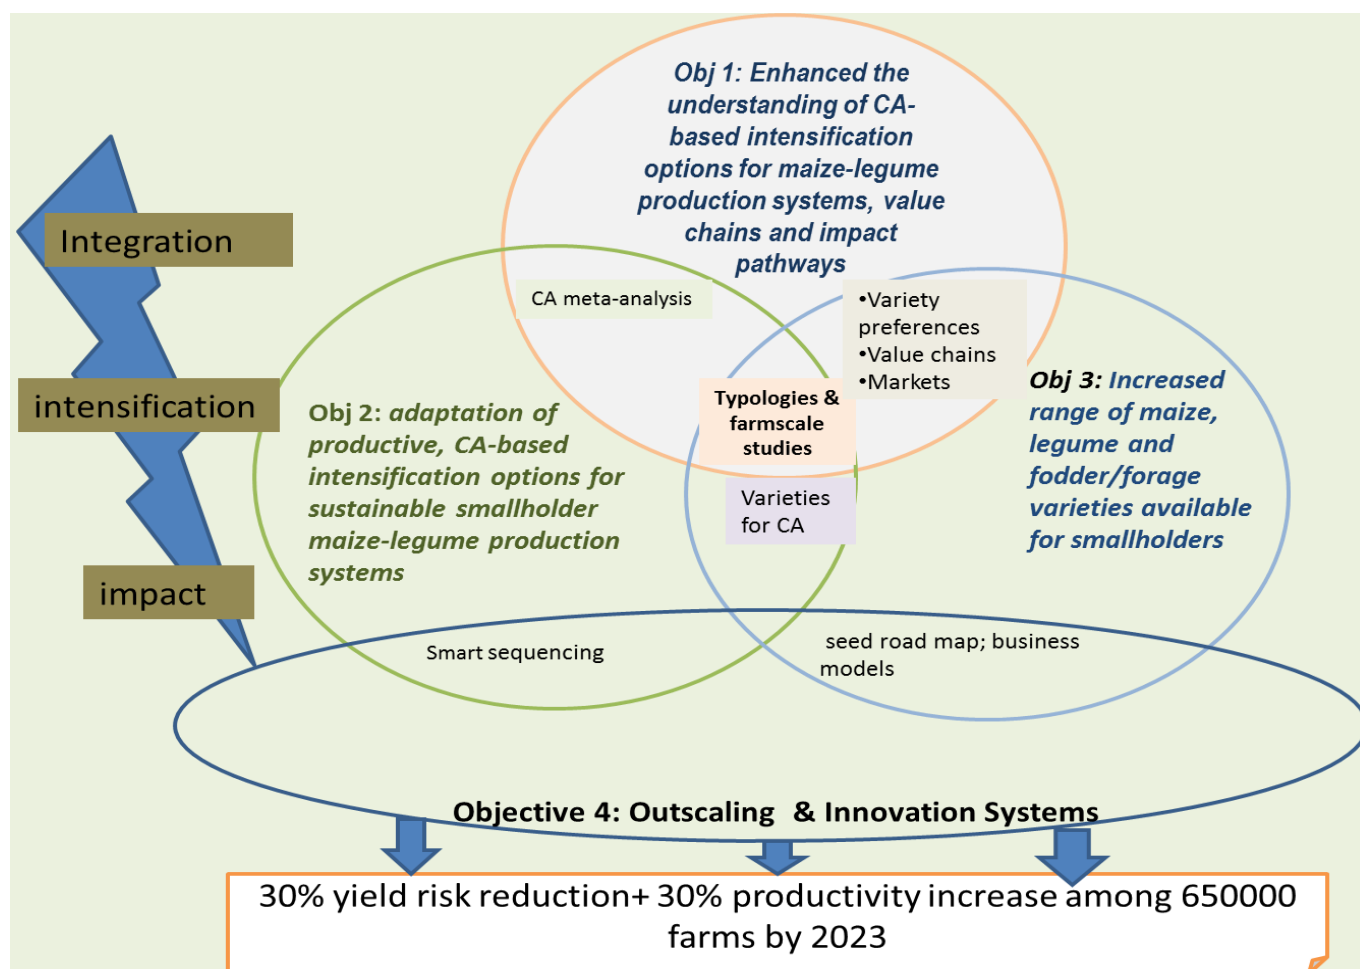 Obj 1: Enhanced the
understanding of CA-
based intensification
options for maize-legume
production systems, value
chains and impact
pathways
Integration
CA meta-analysis
•Variety
preferences
•Value chains
•Markets
intensification
Typologies &
farmscale
studies
Obj 2: adaptation of
productive, CA-based
intensification options for
sustainable smallholder
maize-legume production
systems
Obj 3: Increased
range of maize,
legume and
fodder/forage
varieties available
for smallholders
Varieties
for CA
impact
Smart sequencing
seed road map; business
models
Objective 4: Outscaling & Innovation Systems
30% yield risk reduction+ 30% productivity increase among 650000
farms by 2023